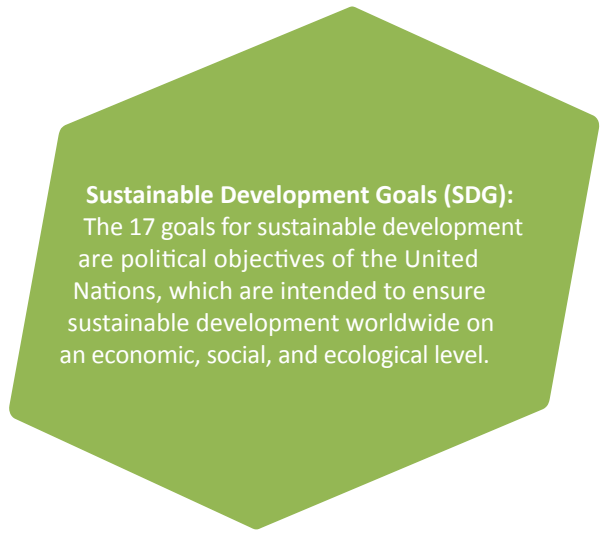 Sustainable Development Goals (SDG):
The 17 goals for sustainable development
are political objectives of the United
Nations, which are intended to ensure
sustainable development worldwide on
an economic, social, and ecological level.